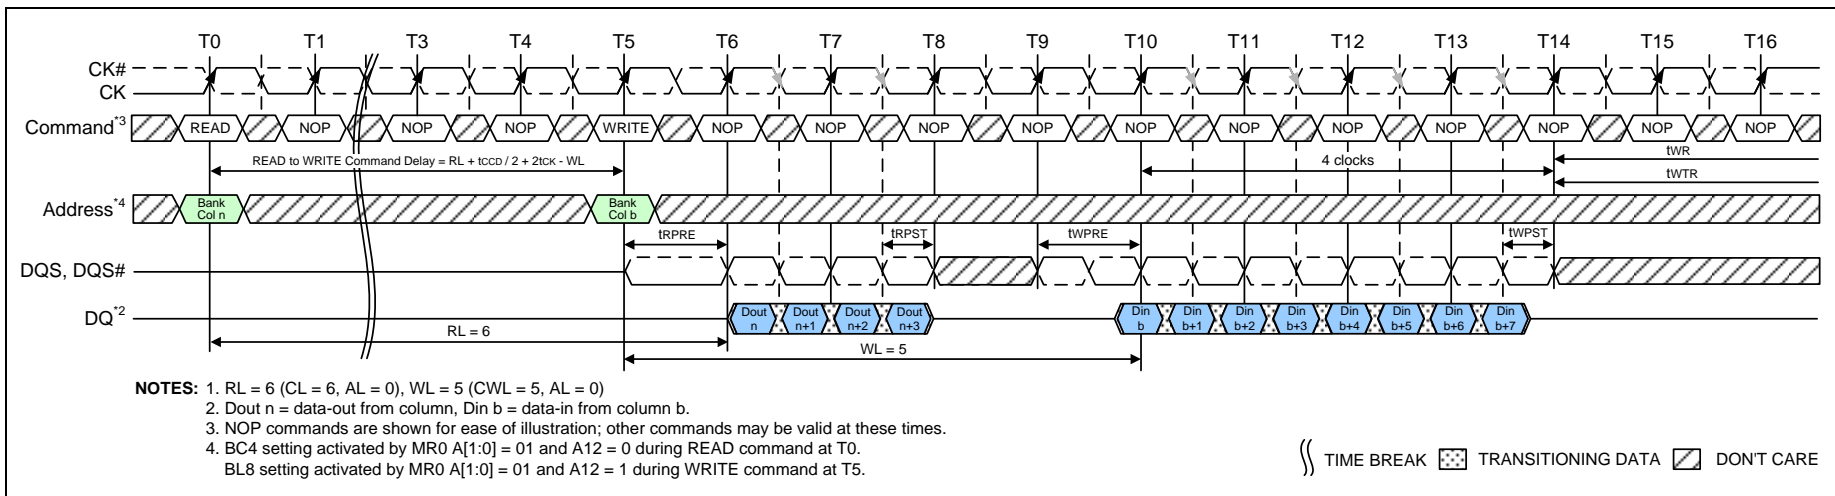 T0 T1 T3 T4 T5 T6 T7 T8 T9 T10 T11 T12 T13 T14 T15 T16
CK#
CK
Command*3 READ NOP NOP NOP WRITE NOP NOP NOP NOP NOP NOP NOP NOP NOP NOP NOP
READ to WRITE Command Delay = RL + tCCD / 2 + 2tCK - WL
4 clocks
tWR
tWTR
Address*4
Bank
Col n
Bank
Col b
tRPRE tRPST tWPRE tWPST
DQS, DQS#
DQ*2
Dout Dout Dout Dout Din Din Din Din Din Din Din Din
n n+1 n+2 n+3 b b+1 b+2 b+3 b+4 b+5 b+6 b+7
RL = 6
WL = 5
NOTES: 1. RL = 6 (CL = 6, AL = 0), WL = 5 (CWL = 5, AL = 0)
2. Dout n = data-out from column, Din b = data-in from column b.
3. NOP commands are shown for ease of illustration; other commands may be valid at these times.
4. BC4 setting activated by MR0 A[1:0] = 01 and A12 = 0 during READ command at T0.
BL8 setting activated by MR0 A[1:0] = 01 and A12 = 1 during WRITE command at T5.
TIME BREAK TRANSITIONING DATA DON'T CARE